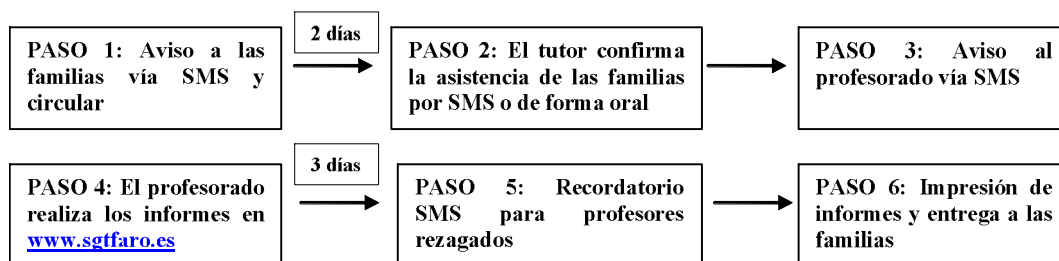 PASO 1: Aviso a las
familias vía SMS y
circular
2 días
PASO 2: El tutor confirma
la asistencia de las familias
por SMS o de forma oral
PASO 3: Aviso al
profesorado vía SMS
PASO 4: El profesorado
realiza los informes en
www.sgtfaro.es
3 días
PASO 5: Recordatorio
SMS para profesores
rezagados
PASO 6: Impresión de
informes y entrega a las
familias